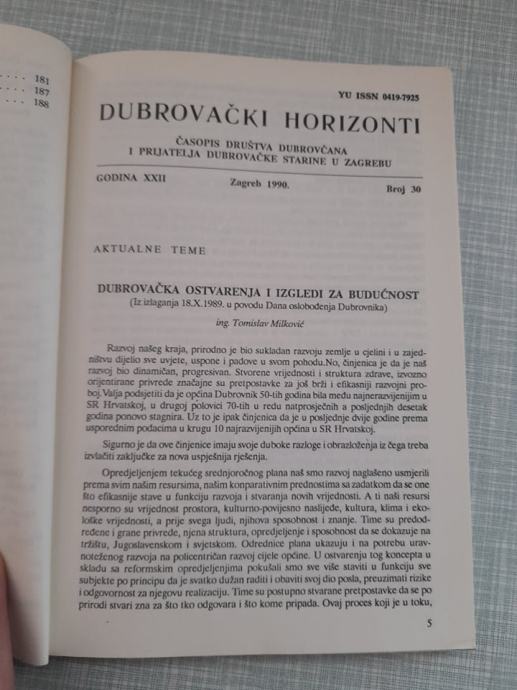 181
187
188
YU ISSN 0419-7925
DUBROVAČKI HORIZONTI
ČASOPIS DRUŠTVA DUBROVČANA
I PRIJATELJA DUBROVAČKE STARINE U ZAGREBU
GODINA XXII Zagreb 1990. Broj 30
AKTUALNE TEME
DUBROVAČKA OSTVARENJA I IZGLEDI ZA BUDUĆNOST
(Iz izlaganja 18.X.1989. u povodu Dana oslobođenja Dubrovnika)
ing. Tomislav Milković
Razvoj našeg kraja, prirodno je bio sukladan razvoju zemlje u cjelini i u zajed-
ništvu dijelio sve uvjete, uspone i padove u svom pohodu.No, činjenica je da je naš
razvoj bio dinamičan, progresivan. Stvorene vrijednosti i struktura zdrave, izvozno
orijentirane privrede značajne su pretpostavke za još brži i efikasniji razvojni pro-
boj.Valja podsjetiti da je općina Dubrovnik 50-tih godina bila među najnerazvijenijim u
SR Hrvatskoj, u drugoj polovici 70-tih u redu natprosječnih a posljednjih desetak
godina ponovo stagnira. Uz to je ipak činjenica da je u posljednje dvije godine prema
usporednim podacima u krugu 10 najrazvijenijih općina u SR Hrvatskoj.
Sigurno je da ove činjenice imaju svoje duboke razloge i obrazloženja iz čega treba
izvlačiti zaključke za nova uspješnija rješenja.
Opredjeljenjem tekućeg srednjoročnog plana naš smo razvoj naglašeno usmjerili
prema svim našim resursima, našim konparativnim prednostima sa zadatkom da se one
što efikasnije stave u funkciju razvoja i stvaranja novih vrijednosti. A ti naši resursi
nesporno su vrijednost prostora, kulturno-povijesno naslijeđe, kultura, klima i eko-
loške vrijednosti, a prije svega ljudi, njihova sposobnost i znanje. Time su predod-
ređene i grane privrede, njena struktura, opredjeljenje i sposobnost da se dokazuje na
tržištu, Jugoslavenskom i svjetskom. Odrednice plana ukazuju i na potrebu urav-
noteženog razvoja na policentričan razvoj cijele općine. U ostvarenju tog koncepta u
skladu sa reformskim opredjeljenjima pokušali smo sve više staviti u funkciju sve
subjekte po principu da je svatko dužan raditi i obaviti svoj dio posla, preuzimati rizike
i odgovornost za njegovu realizaciju. Time su postupno stvarane pretpostavke da se po
prirodi stvari zna za što tko odgovara i što kome pripada. Ovaj proces koji je u toku,
5